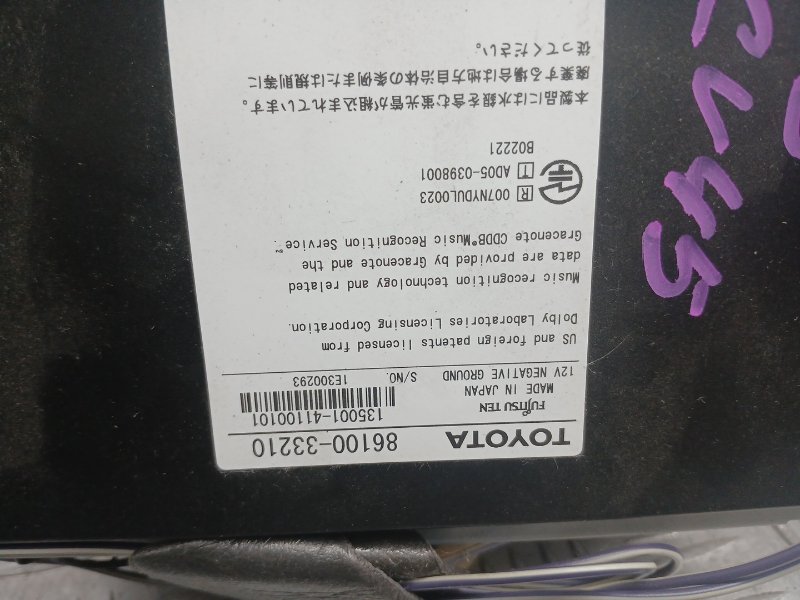 TOYOTA 86100-33210
FUJITSU TEN 135001-41100101
MADE IN JAPAN
12V NEGATIVE GROUND S/NO. 1E300293
US and foreign patents licensed from
Dolby Laboratories Licensing Corporation.
Music recognition technology and related
data are provided by Gracenote and the
Gracenote CDDB® Music Recognition Service℠.
R 007NYDUL0023
T AD05-0398001
B02221
本製品には水銀を含む蛍光管が組込まれています。
廃棄する場合は地方自治体の条例または規則等に
従ってください。
CV45